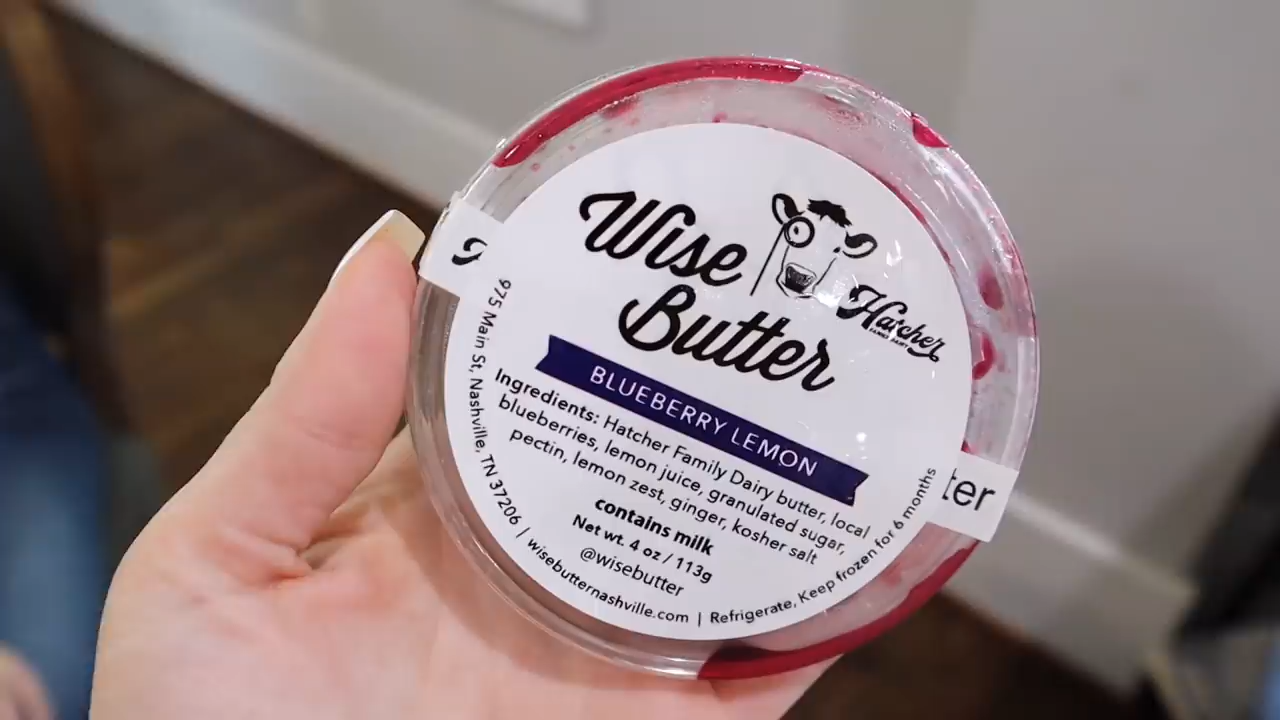 Wise
Butter
Hatcher
FAMILY DAIRY
BLUEBERRY LEMON
Ingredients: Hatcher Family Dairy butter, local
blueberries, lemon juice, granulated sugar,
pectin, lemon zest, ginger, kosher salt
contains milk
Net wt. 4 oz / 113g
@wisebutter
975 Main St, Nashville, TN 37206 | wisebutternashville.com | Refrigerate, Keep frozen for 6 months
ter